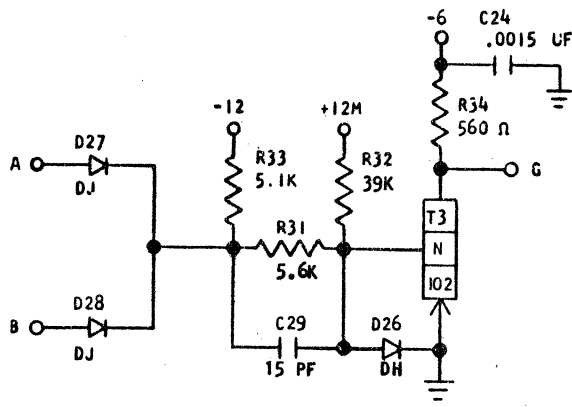 -6
C24
.0015 UF
-12
+12M
R34
560 Ω
D27
A
DJ
R33
5.1K
R32
39K
G
T3
R31
N
5.6K
102
D28
B
DJ
C29
15 PF
D26
DH